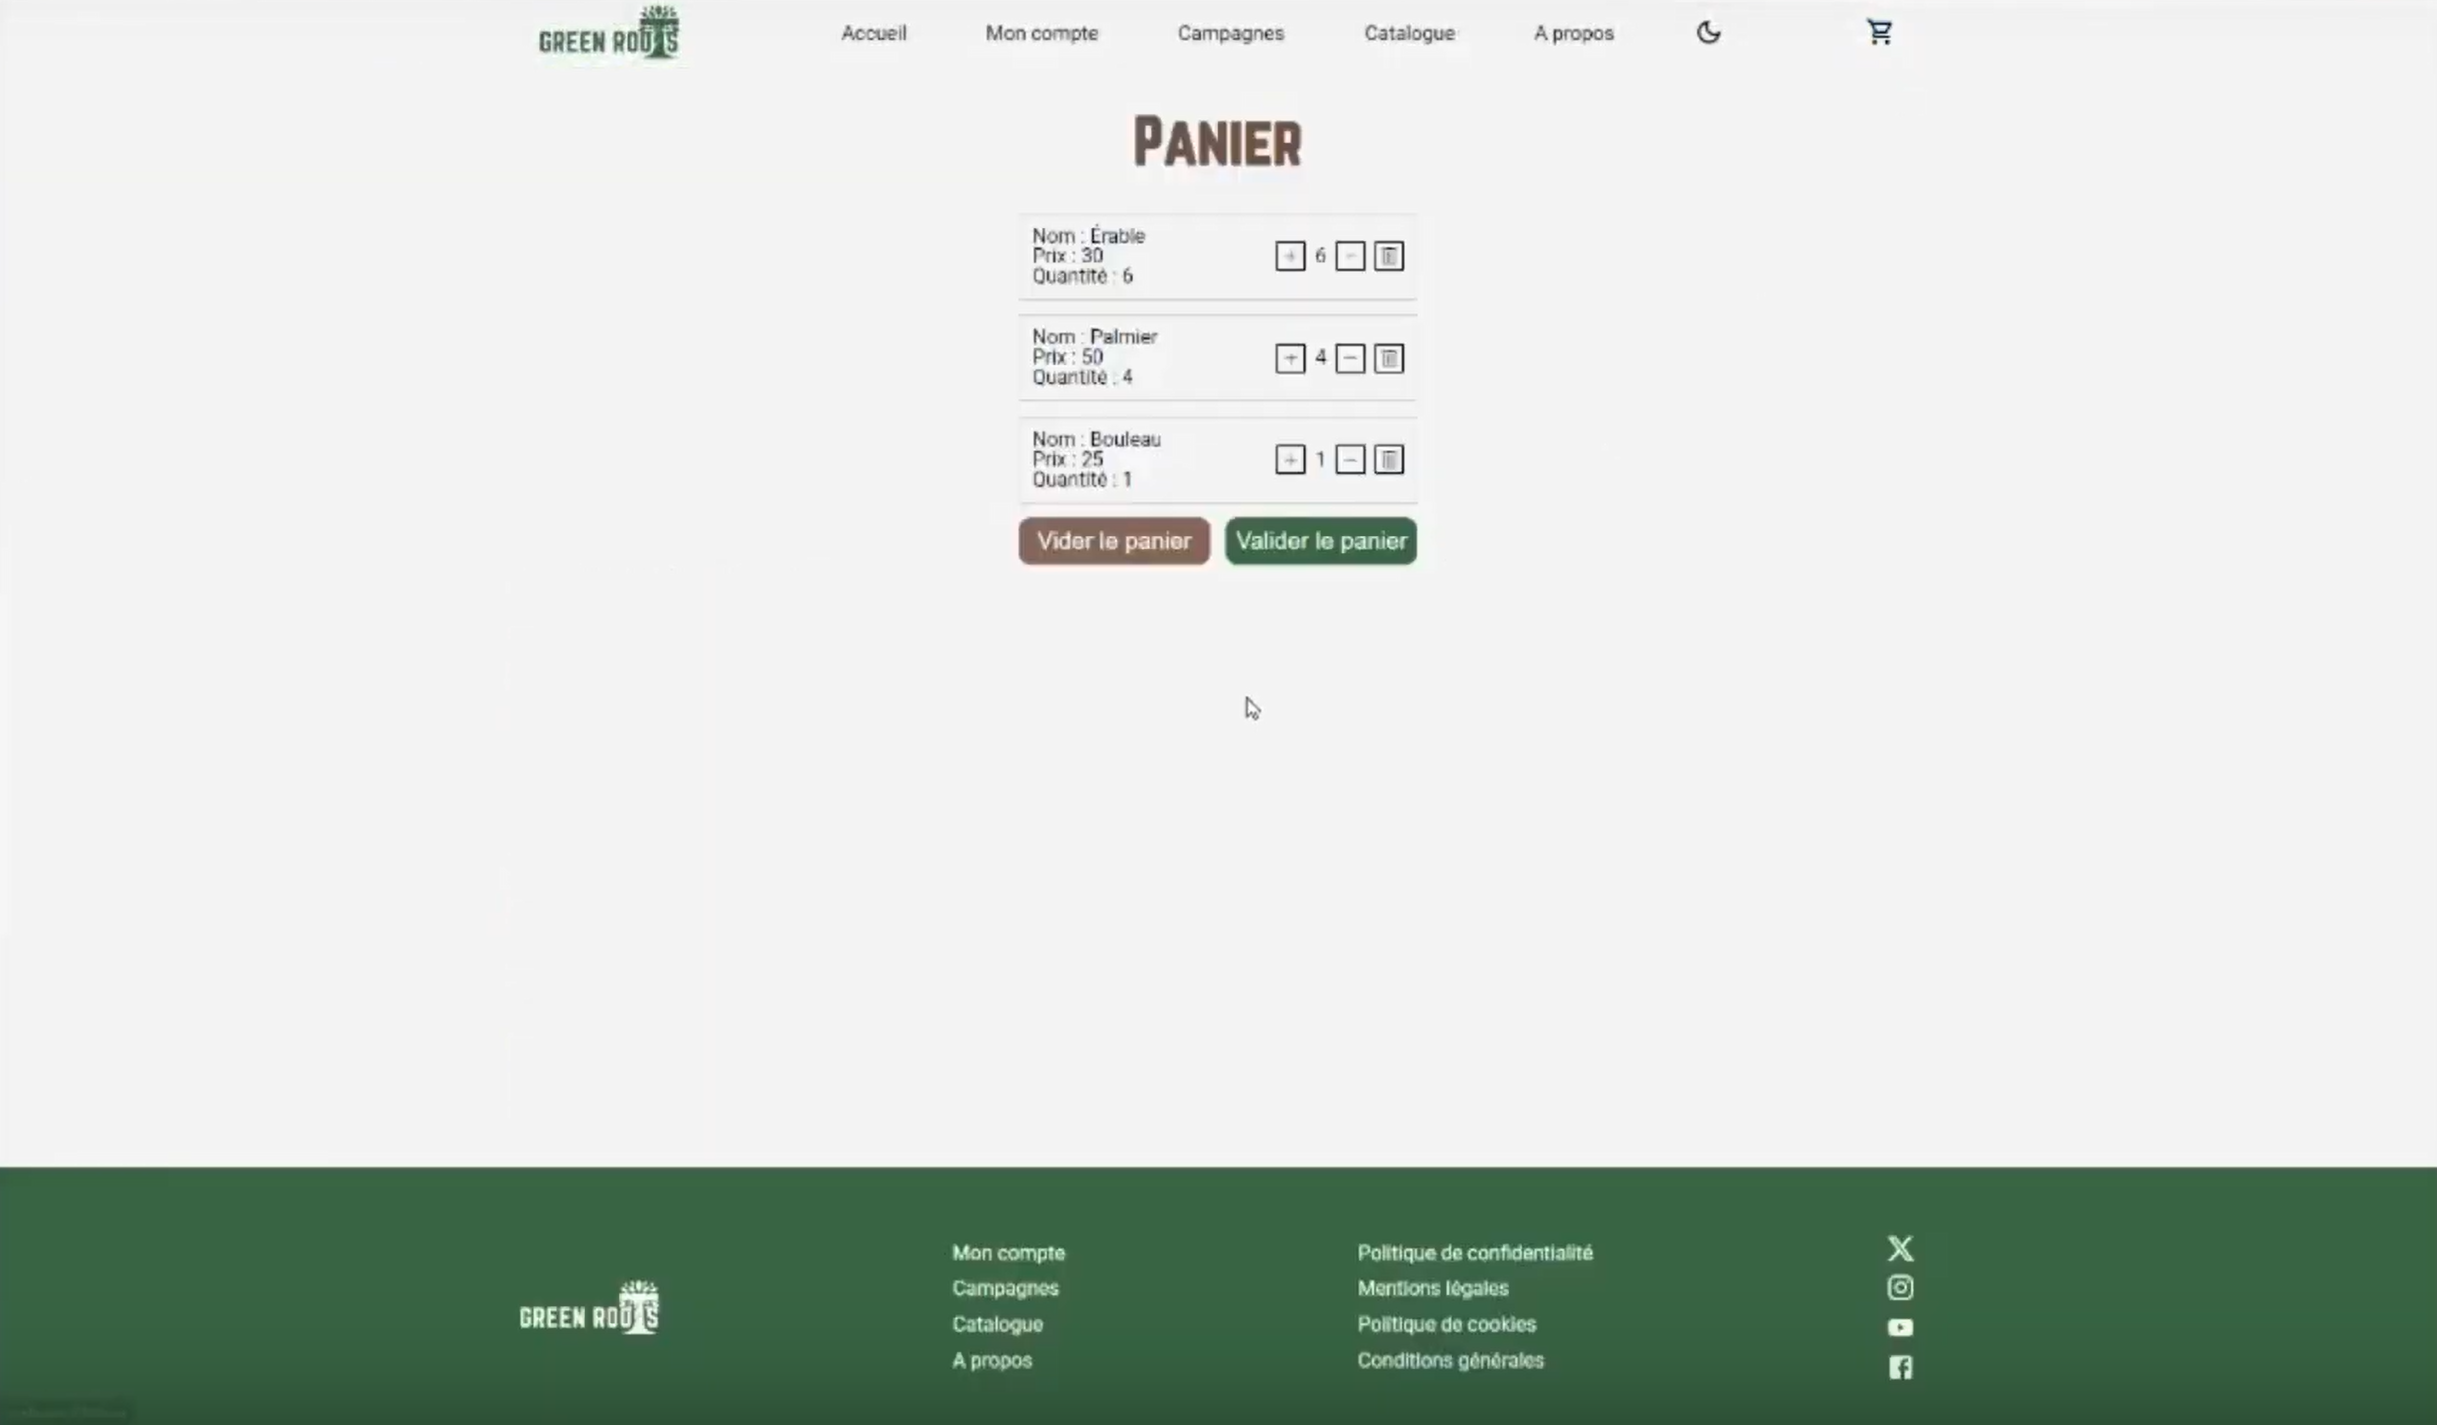 GREEN ROOTS
Accueil
Mon compte
Campagnes
Catalogue
A propos
PANIER
Nom : Érable
Prix : 30
Quantité : 6
+ 6 -
Nom : Palmier
Prix : 50
Quantité : 4
+ 4 -
Nom : Bouleau
Prix : 25
Quantité : 1
+ 1 -
Vider le panier
Valider le panier
GREEN ROOTS
Mon compte
Campagnes
Catalogue
A propos
Politique de confidentialité
Mentions légales
Politique de cookies
Conditions générales